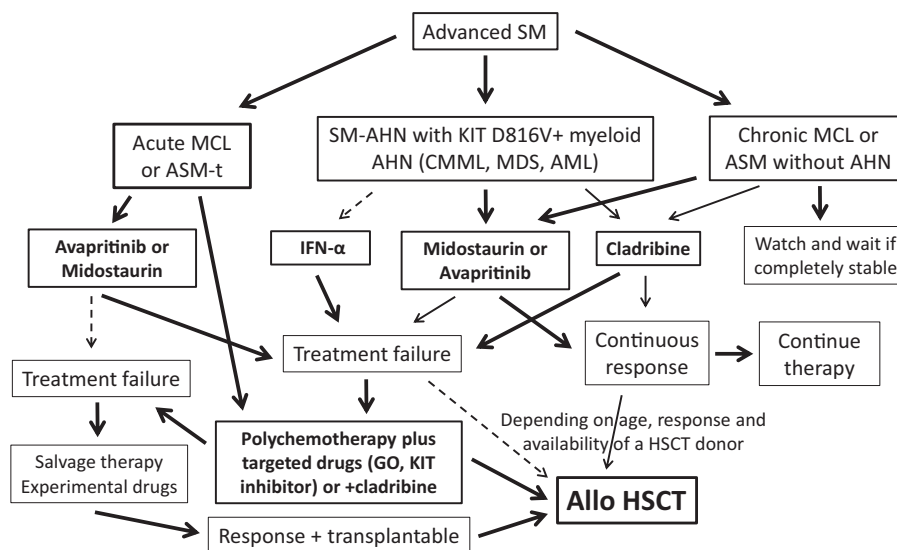 Advanced SM
Acute MCL
or ASM-t
SM-AHN with KIT D816V+ myeloid
AHN (CMML, MDS, AML)
Chronic MCL or
ASM without AHN
Avapritinib or
Midostaurin
IFN-α
Midostaurin or
Avapritinib
Cladribine
Watch and wait if
completely stable
Treatment failure
Treatment failure
Continuous
response
Continue
therapy
Depending on age, response and
availability of a HSCT donor
Salvage therapy
Experimental drugs
Polychemotherapy plus
targeted drugs (GO, KIT
inhibitor) or +cladribine
Allo HSCT
Response + transplantable